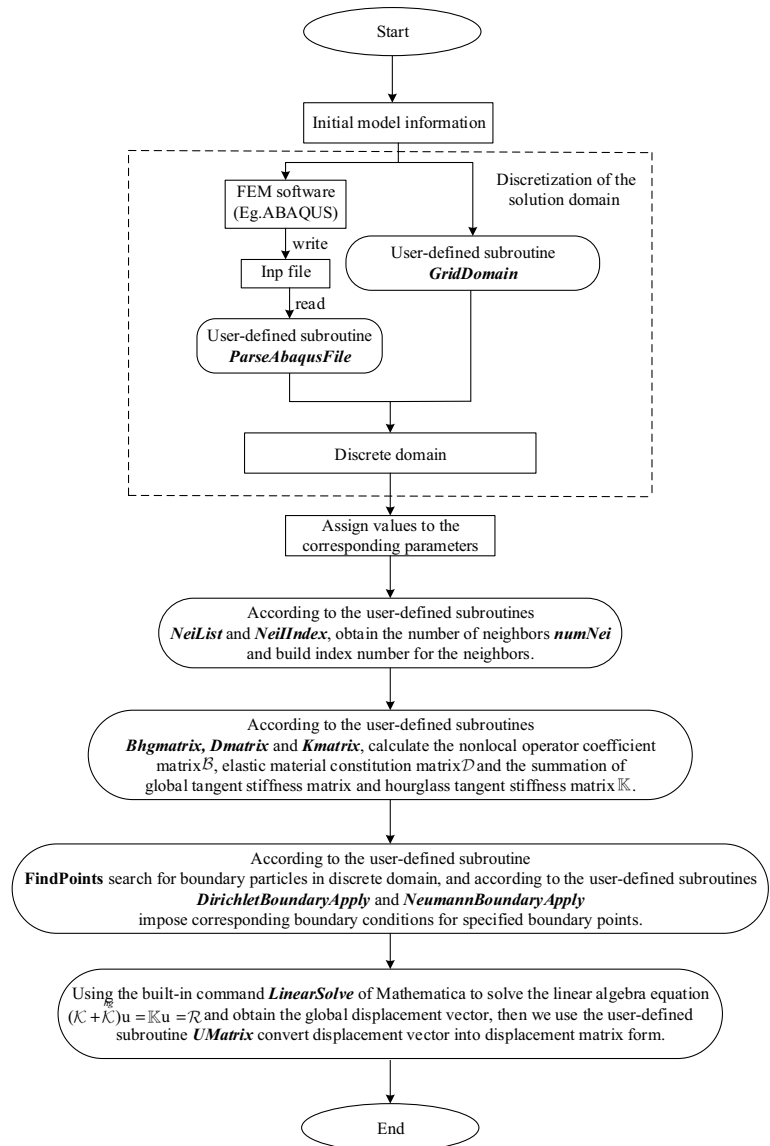 Start
Initial model information
Discretization of the
solution domain
FEM software
(Eg.ABAQUS)
write
Inp file
read
User-defined subroutine
ParseAbaqusFile
User-defined subroutine
GridDomain
Discrete domain
Assign values to the
corresponding parameters
According to the user-defined subroutines
NeiList and NeiIIndex, obtain the number of neighbors numNei
and build index number for the neighbors.
According to the user-defined subroutines
Bhgmatrix, Dmatrix and Kmatrix, calculate the nonlocal operator coefficient
matrixℬ, elastic material constitution matrix𝒟 and the summation of
global tangent stiffness matrix and hourglass tangent stiffness matrix 𝕂.
According to the user-defined subroutine
FindPoints search for boundary particles in discrete domain, and according to the user-defined subroutines
DirichletBoundaryApply and NeumannBoundaryApply
impose corresponding boundary conditions for specified boundary points.
Using the built-in command LinearSolve of Mathematica to solve the linear algebra equation
(𝒦 + 𝒦)u = 𝕂u = ℛ and obtain the global displacement vector, then we use the user-defined
subroutine UMatrix convert displacement vector into displacement matrix form.
End